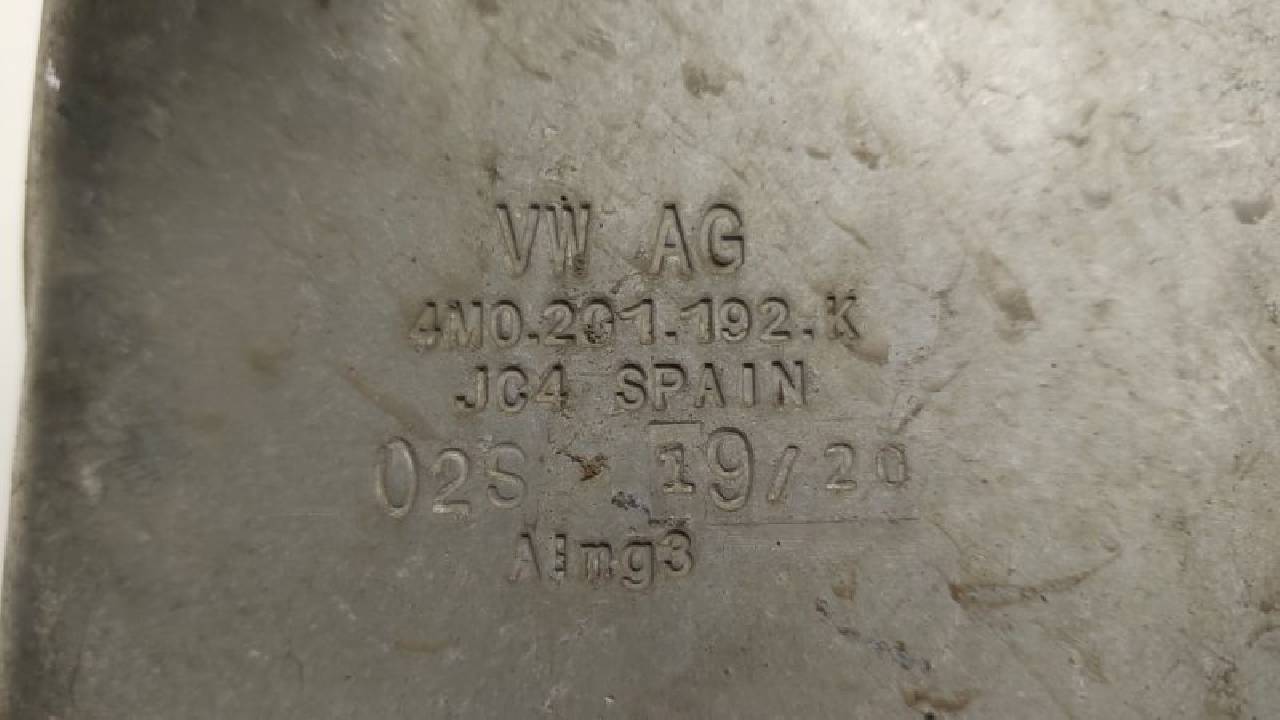 VW AG
4M0.201.192.K
JC4 SPAIN
02S 19/20
Almg3